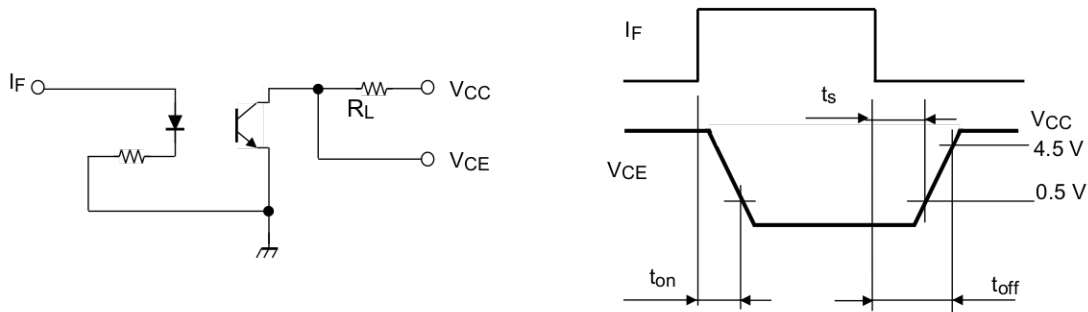 IF
RL
VCC
VCE
IF
ts
VCC
4.5 V
VCE
0.5 V
ton
toff